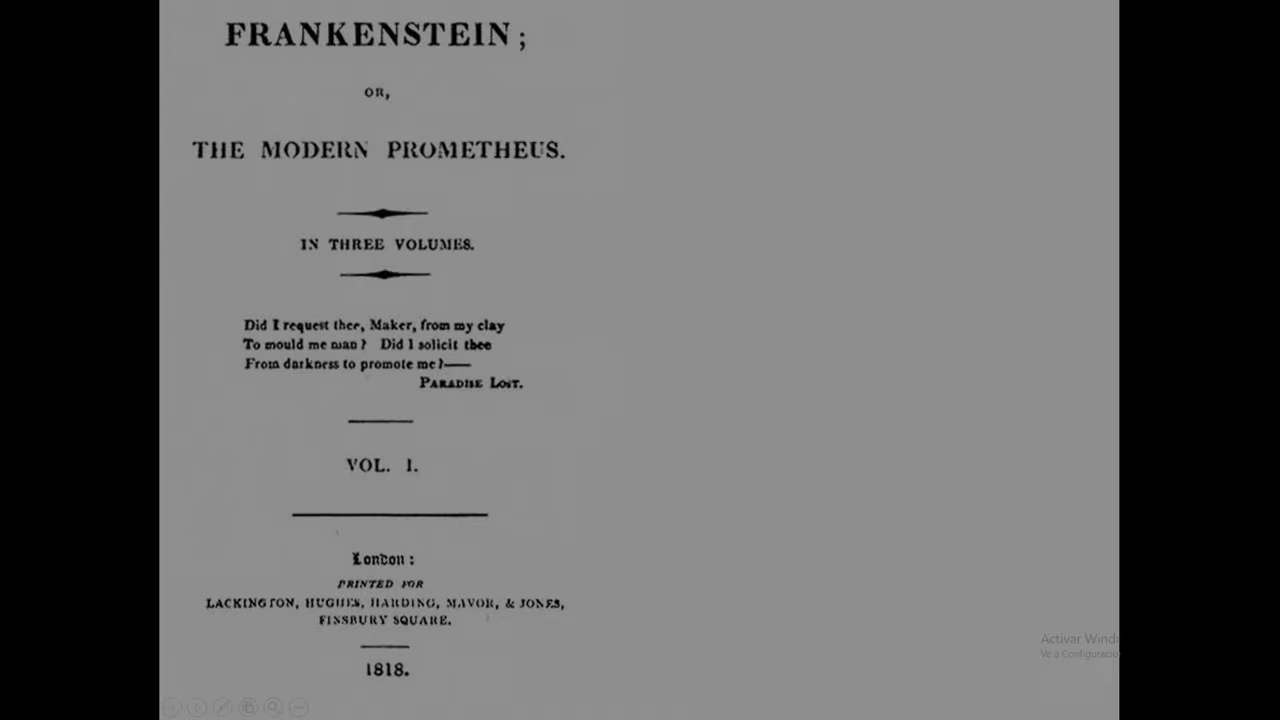 FRANKENSTEIN;
OR,
THE MODERN PROMETHEUS.
IN THREE VOLUMES.
Did I request thee, Maker, from my clay
To mould me man? Did I solicit thee
From darkness to promote me?—
PARADISE LOST.
VOL. I.
London:
PRINTED FOR
LACKINGTON, HUGHES, HARDING, MAVOR, & JONES,
FINSBURY SQUARE.
1818.
Activar Windo
Ve a Configuració